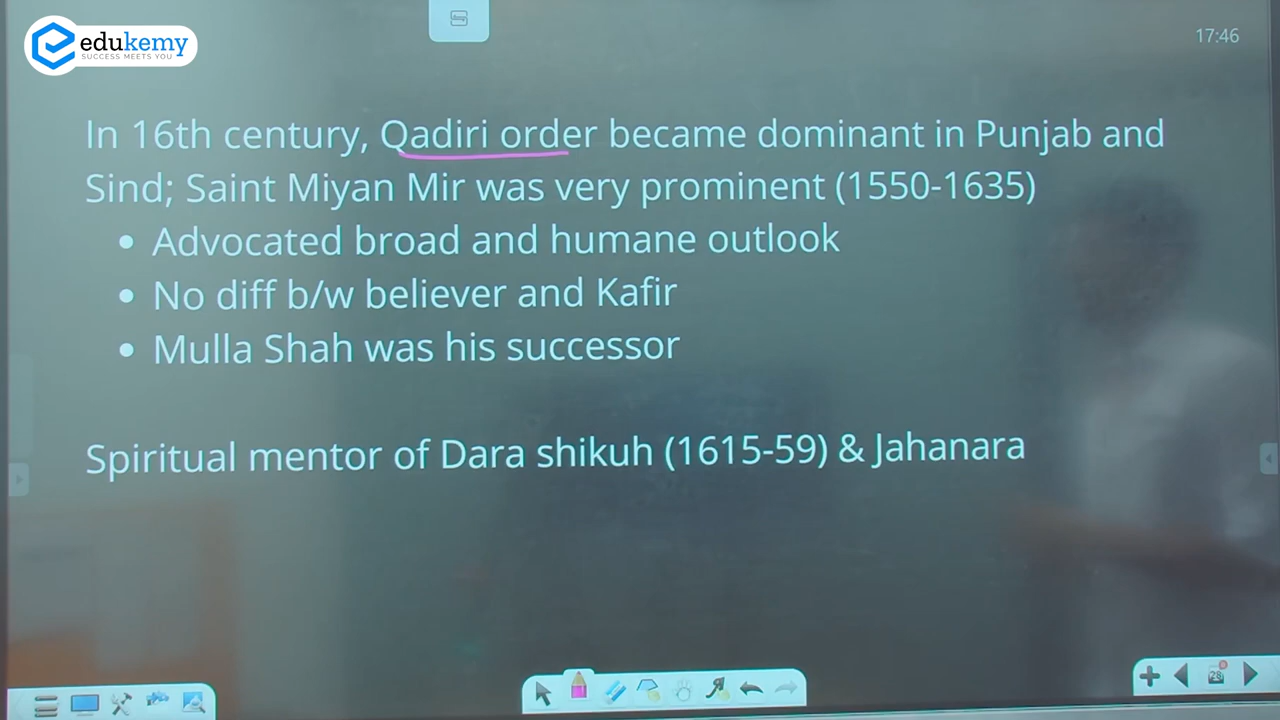 edukemy
SUCCESS MEETS YOU
17:46
In 16th century, Qadiri order became dominant in Punjab and
Sind; Saint Miyan Mir was very prominent (1550-1635)
• Advocated broad and humane outlook
• No diff b/w believer and Kafir
• Mulla Shah was his successor
Spiritual mentor of Dara shikuh (1615-59) & Jahanara